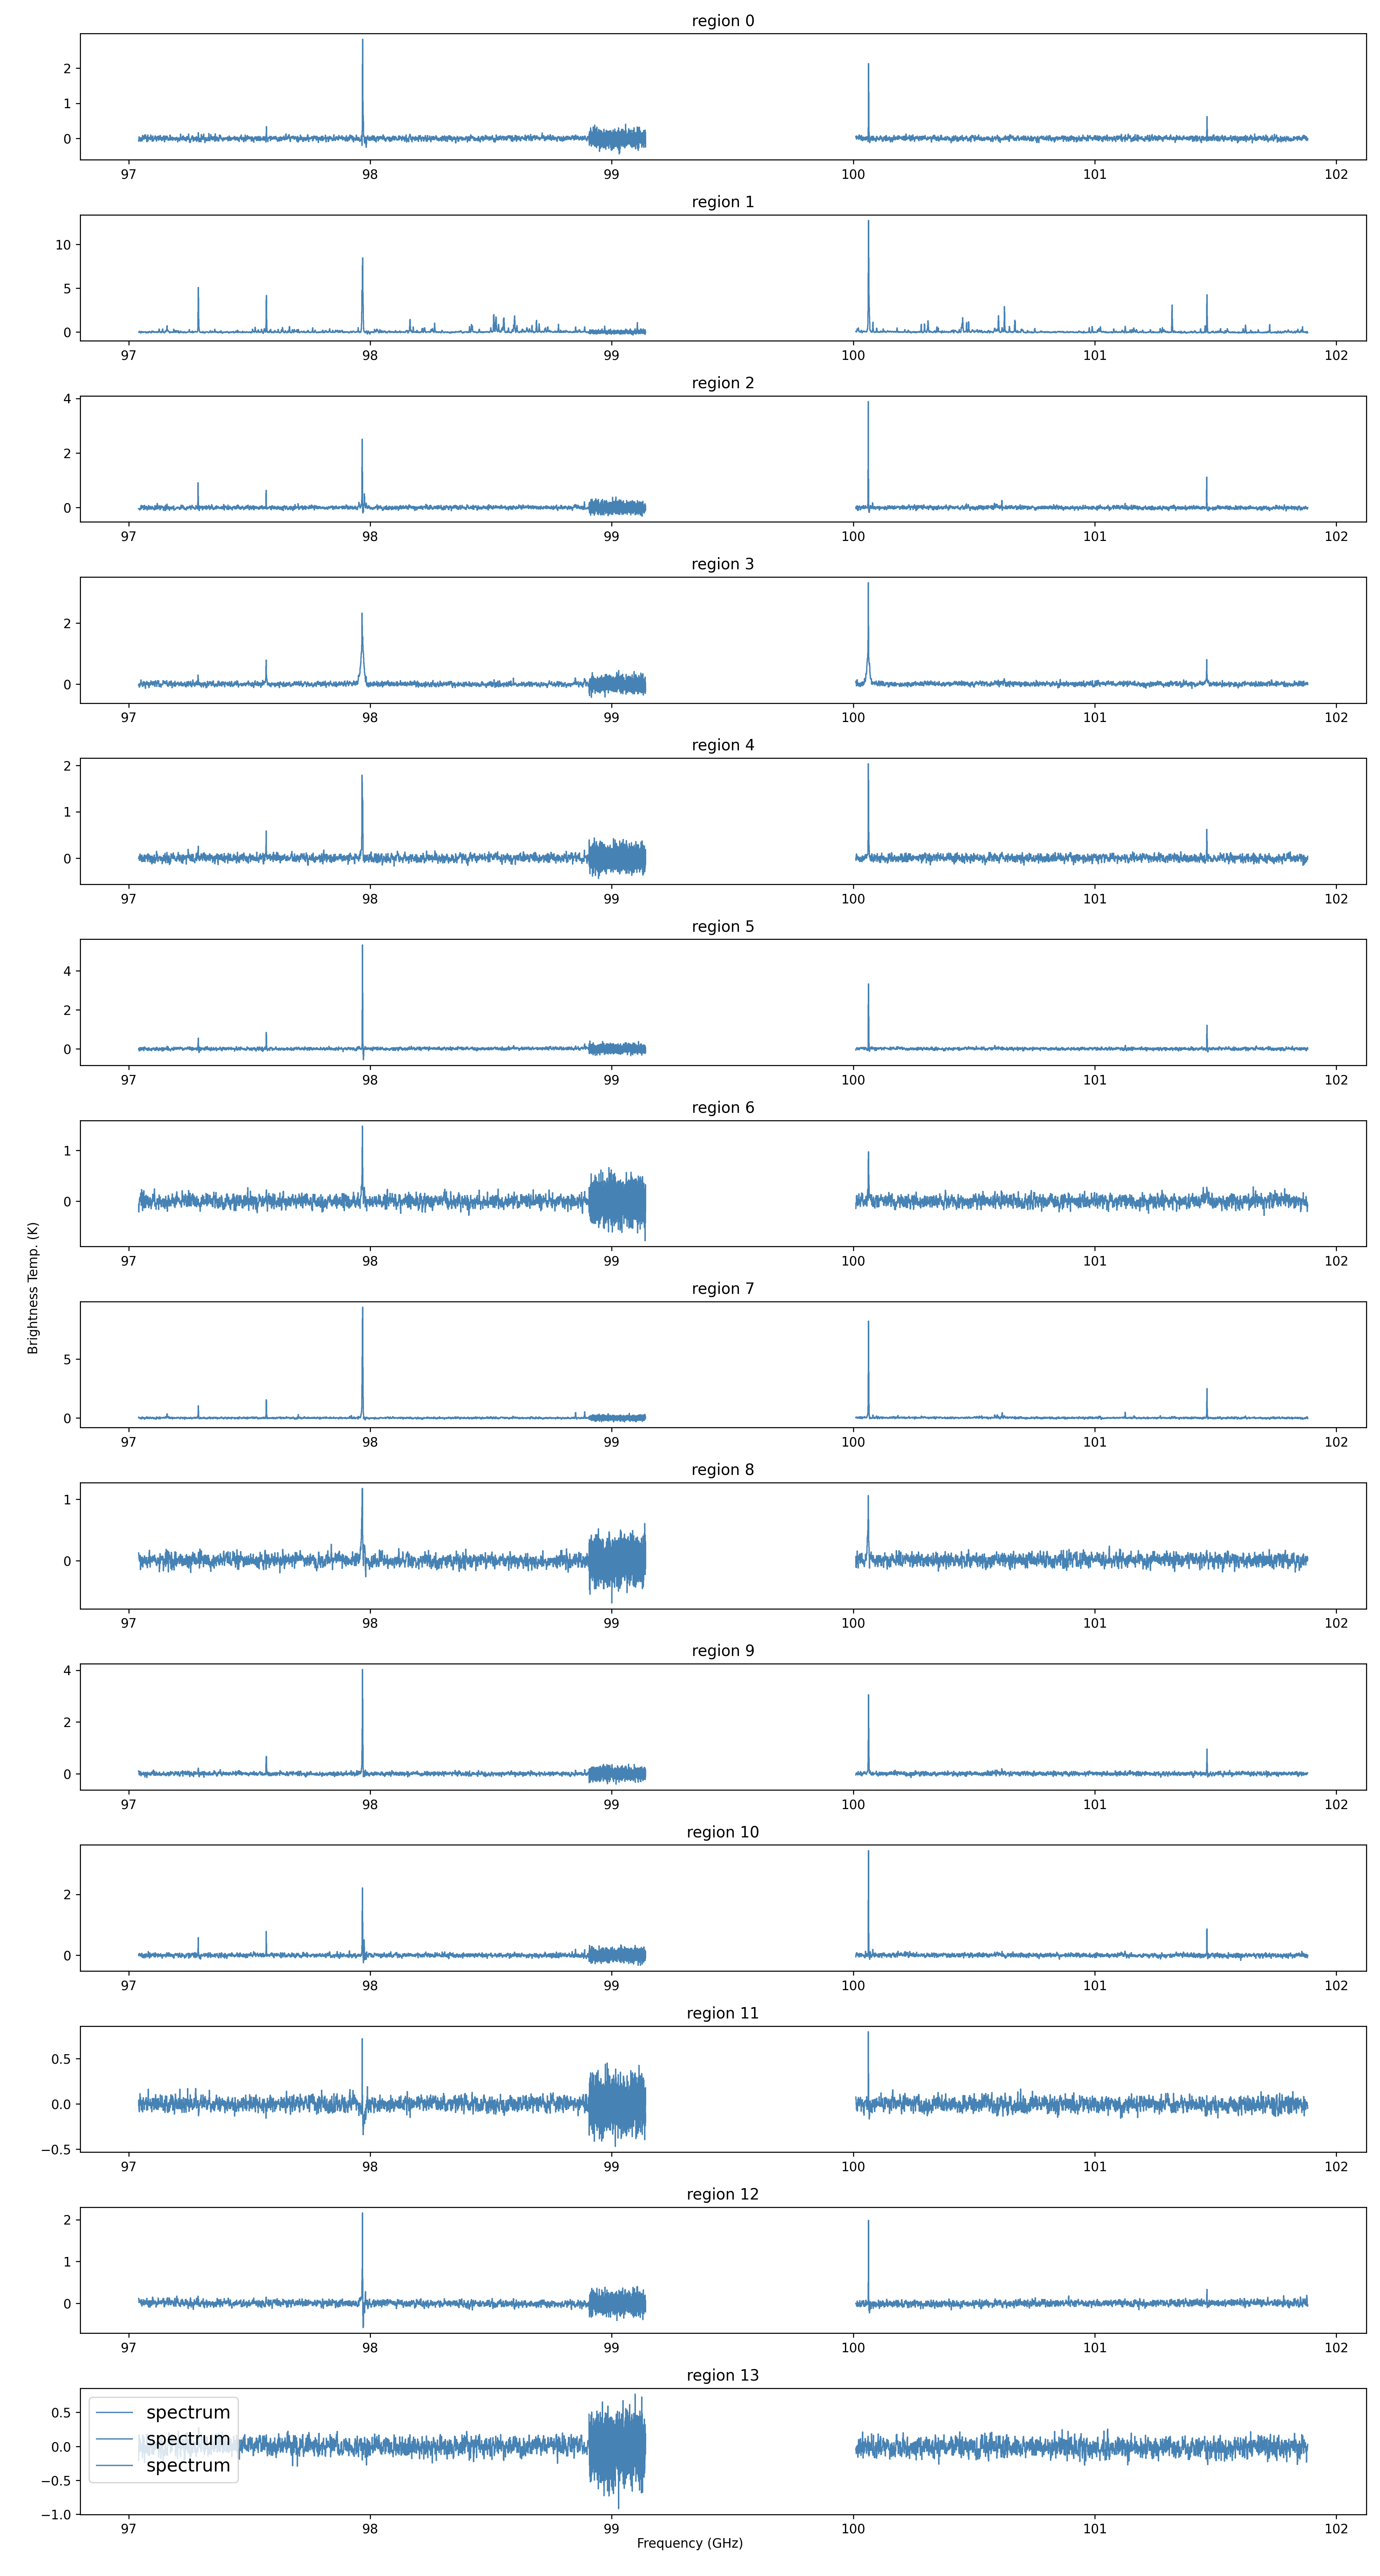 region 0
2
1
0
97 98 99 100 101 102
region 1
10
5
0
97 98 99 100 101 102
region 2
4
2
0
97 98 99 100 101 102
region 3
2
0
97 98 99 100 101 102
region 4
2
1
0
97 98 99 100 101 102
region 5
4
2
0
97 98 99 100 101 102
region 6
1
0
97 98 99 100 101 102
Brightness Temp. (K)
region 7
5
0
97 98 99 100 101 102
region 8
1
0
97 98 99 100 101 102
region 9
4
2
0
97 98 99 100 101 102
region 10
2
0
97 98 99 100 101 102
region 11
0.5
0.0
−0.5
97 98 99 100 101 102
region 12
2
1
0
97 98 99 100 101 102
region 13
0.5
0.0
−0.5
−1.0
spectrum
spectrum
spectrum
97 98 99 100 101 102
Frequency (GHz)